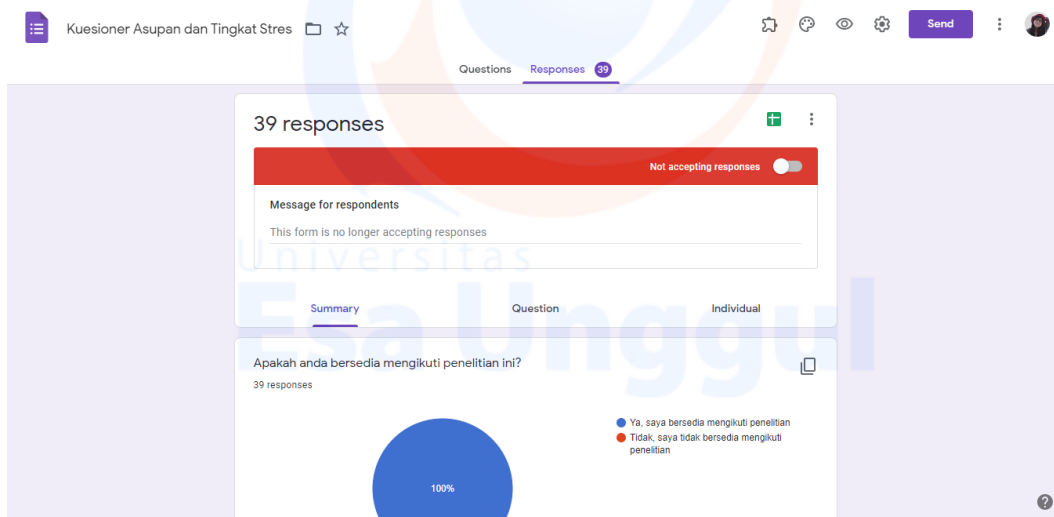 Kuesioner Asupan dan Tingkat Stres
Send
Questions Responses 39
39 responses
Not accepting responses
Message for respondents
This form is no longer accepting responses
Universitas
Esa Unggul
Summary Question Individual
Apakah anda bersedia mengikuti penelitian ini?
39 responses
Ya, saya bersedia mengikuti penelitian
Tidak, saya tidak bersedia mengikuti
penelitian
100%